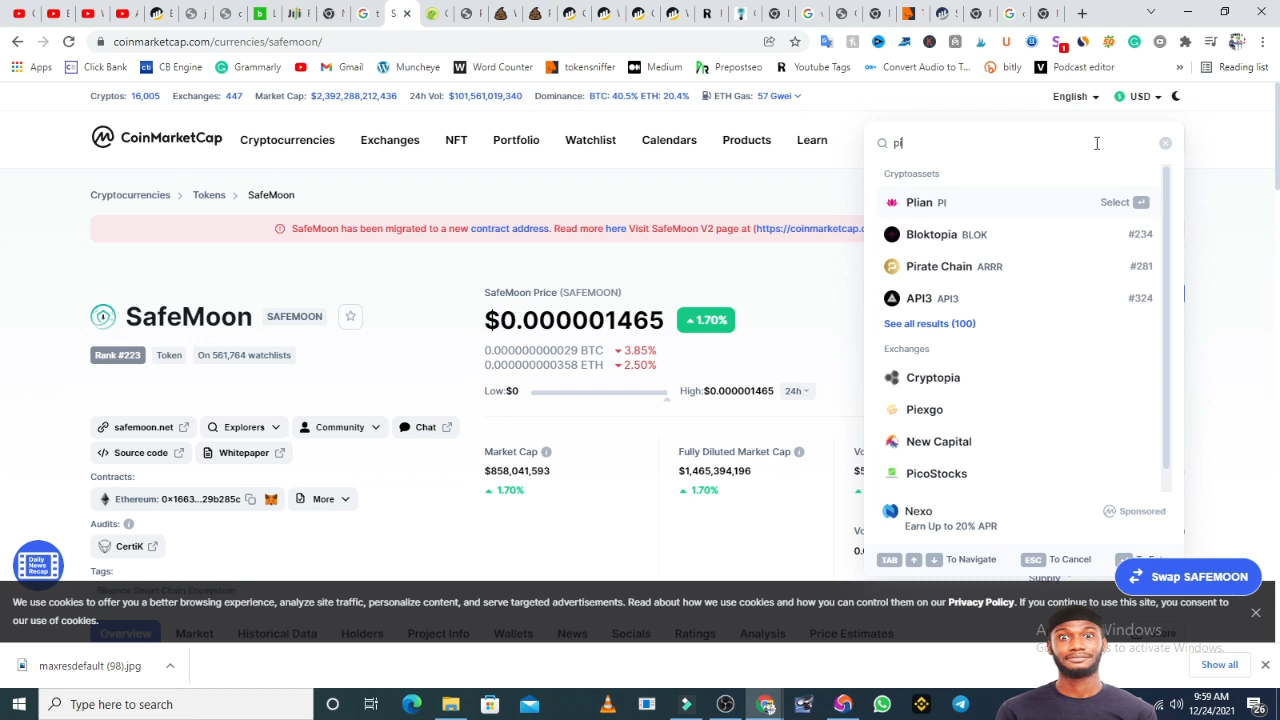 coinmarketcap.com/currencies/safemoon/
Apps Click Bank CB Engine Grammarly Gmail Muncheye Word Counter tokensniffer Medium Prepostseo Youtube Tags Convert Audio to T... bitly Podcast editor » Reading list
Cryptos: 16,005 Exchanges: 447 Market Cap: $2,392,288,212,436 24h Vol: $101,561,019,340 Dominance: BTC: 40.5% ETH: 20.4% ETH Gas: 57 Gwei English USD
CoinMarketCap Cryptocurrencies Exchanges NFT Portfolio Watchlist Calendars Products Learn
pi
Cryptoassets
Plian PI Select
Bloktopia BLOK #234
Pirate Chain ARRR #281
API3 API3 #324
See all results (100)
Exchanges
Cryptopia
Piexgo
New Capital
PicoStocks
Nexo Sponsored
Earn Up to 20% APR
TAB To Navigate ESC To Cancel
Cryptocurrencies > Tokens > SafeMoon
SafeMoon has been migrated to a new contract address. Read more here Visit SafeMoon V2 page at (https://coinmarketcap.c
SafeMoon SAFEMOON
Rank #223 Token On 561,764 watchlists
SafeMoon Price (SAFEMOON)
$0.000001465 1.70%
0.000000000029 BTC 3.85%
0.000000000358 ETH 2.50%
Low:$0 High:$0.000001465 24h
safemoon.net Explorers Community Chat
Source code Whitepaper
Contracts:
Ethereum: 0x1663...29b285c More
Audits:
CertiK
Tags:
Binance Smart Chain Ecosystem
Market Cap
$858,041,593
1.70%
Fully Diluted Market Cap
$1,465,394,196
1.70%
Supply
Daily
News
Recap
Swap SAFEMOON
We use cookies to offer you a better browsing experience, analyze site traffic, personalize content, and serve targeted advertisements. Read about how we use cookies and how you can control them on our Privacy Policy. If you continue to use this site, you consent to
our use of cookies.
Overview Market Historical Data Holders Project Info Wallets News Socials Ratings Analysis Price Estimates
Windows
to activate Windows.
maxresdefault (98).jpg Show all
Type here to search
9:59 AM
12/24/2021